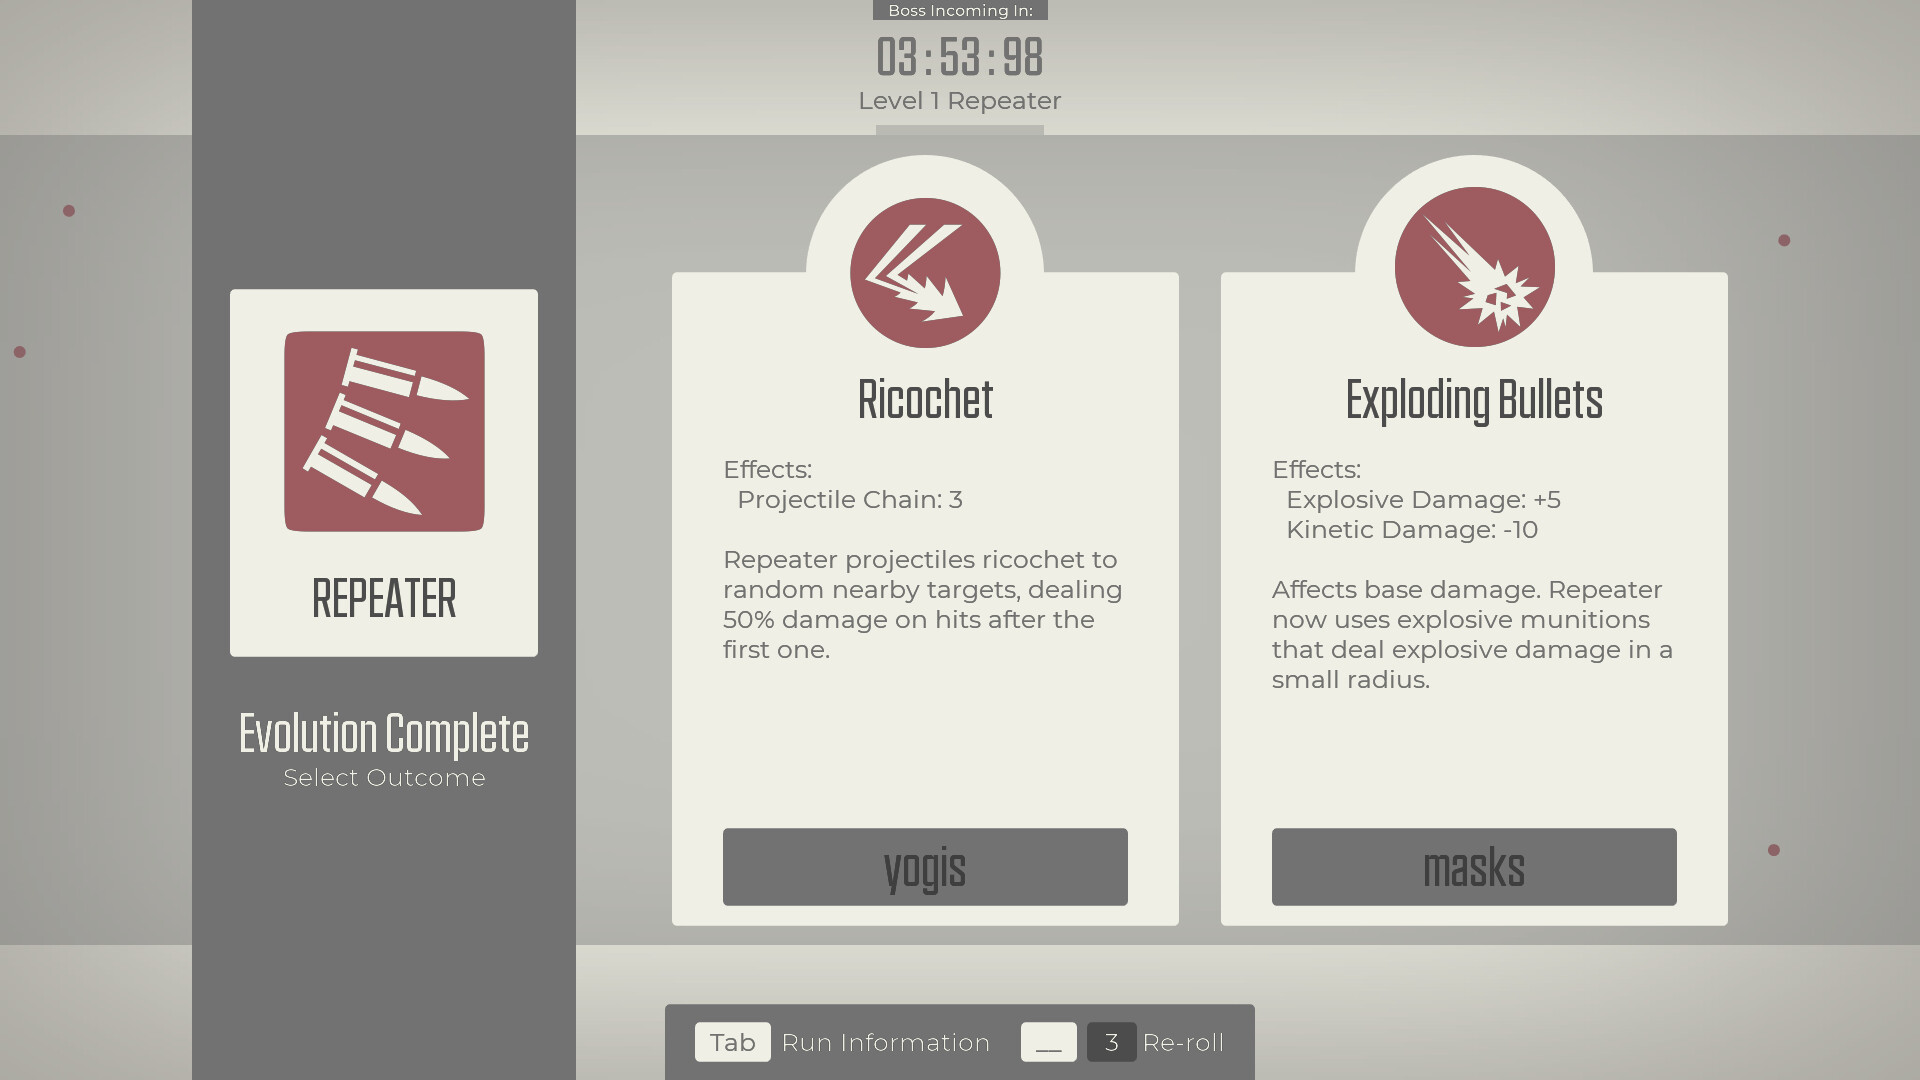 Boss Incoming In:
03:53:98
Level 1 Repeater
REPEATER
Evolution Complete
Select Outcome
Ricochet
Effects:
Projectile Chain: 3
Repeater projectiles ricochet to
random nearby targets, dealing
50% damage on hits after the
first one.
yogis
Exploding Bullets
Effects:
Explosive Damage: +5
Kinetic Damage: -10
Affects base damage. Repeater
now uses explosive munitions
that deal explosive damage in a
small radius.
masks
Tab Run Information __ 3 Re-roll